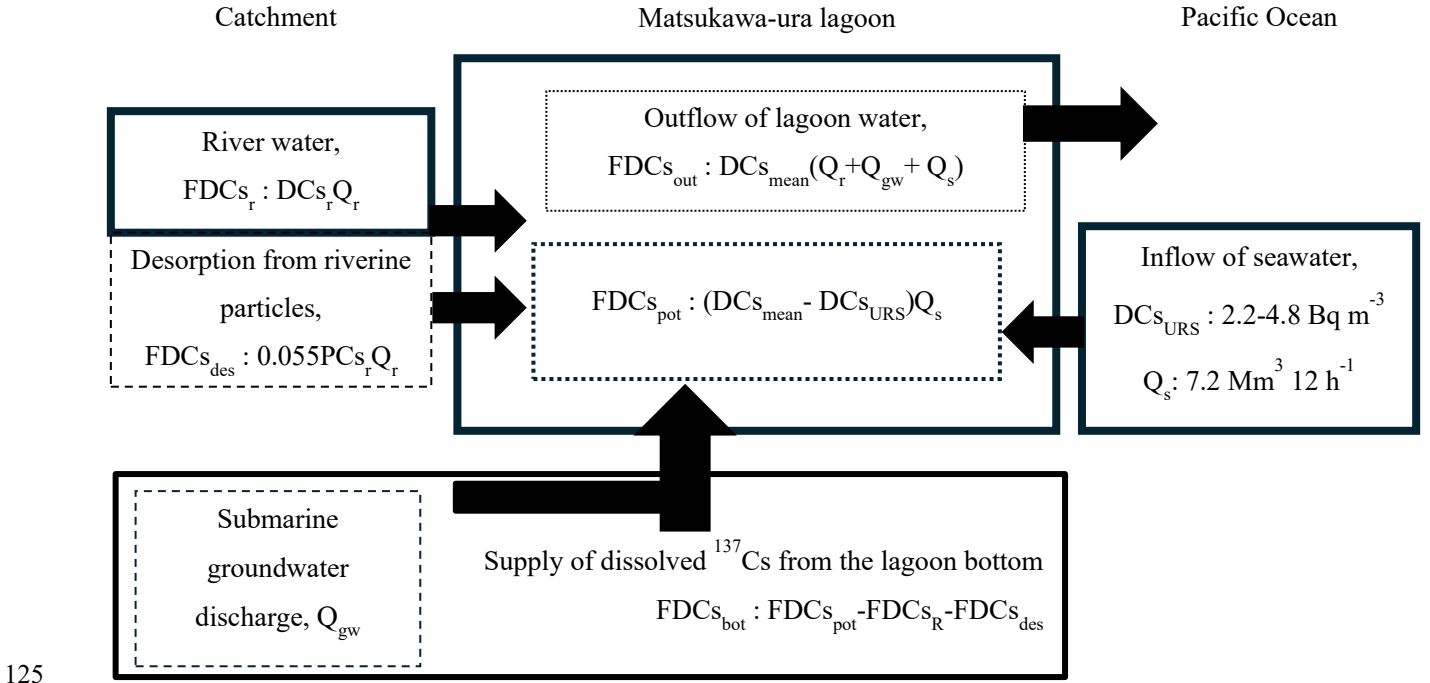 Catchment
Matsukawa-ura lagoon
Pacific Ocean
River water,
FDCs_r : DCs_rQ_r
Desorption from riverine
particles,
FDCs_des : 0.055PCs_rQ_r
Outflow of lagoon water,
FDCs_out : DCs_mean(Q_r+Q_gw+ Q_s)
FDCs_pot : (DCs_mean- DCs_URS)Q_s
Inflow of seawater,
DCs_URS : 2.2-4.8 Bq m^-3
Q_s: 7.2 Mm^3 12 h^-1
Submarine
groundwater
discharge, Q_gw
Supply of dissolved ^137Cs from the lagoon bottom
FDCs_bot : FDCs_pot-FDCs_R-FDCs_des
125